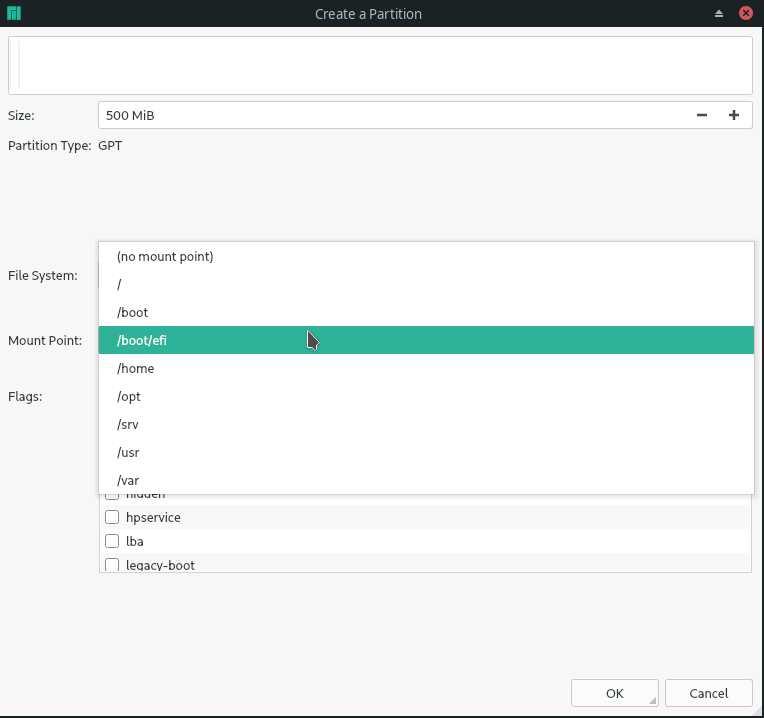 Create a Partition
Size: 500 MiB
Partition Type: GPT
(no mount point)
File System:
/
/boot
Mount Point: /boot/efi
/home
Flags: /opt
/srv
/usr
/var
hidden
hpservice
lba
legacy-boot
OK Cancel